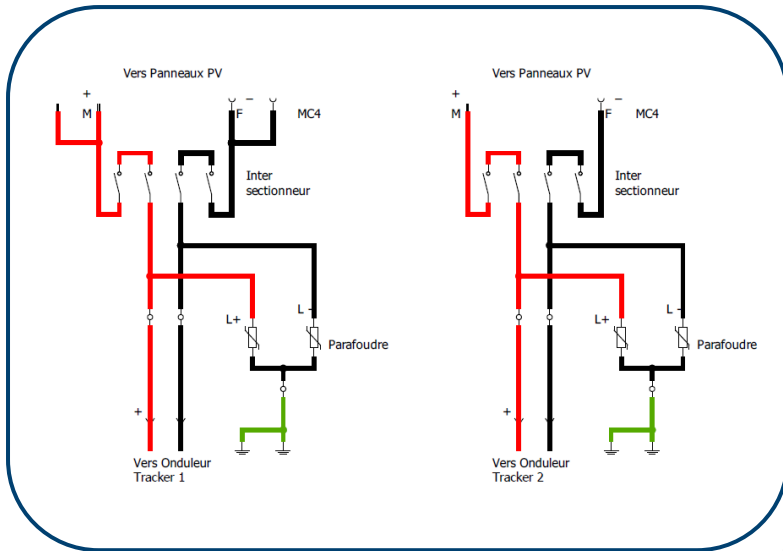 Vers Panneaux PV
+
–
M
F
MC4
Inter
sectionneur
L+
L -
Parafoudre
+
Vers Onduleur
Tracker 1
Vers Panneaux PV
+
–
M
F
MC4
Inter
sectionneur
L+
L -
Parafoudre
+
Vers Onduleur
Tracker 2